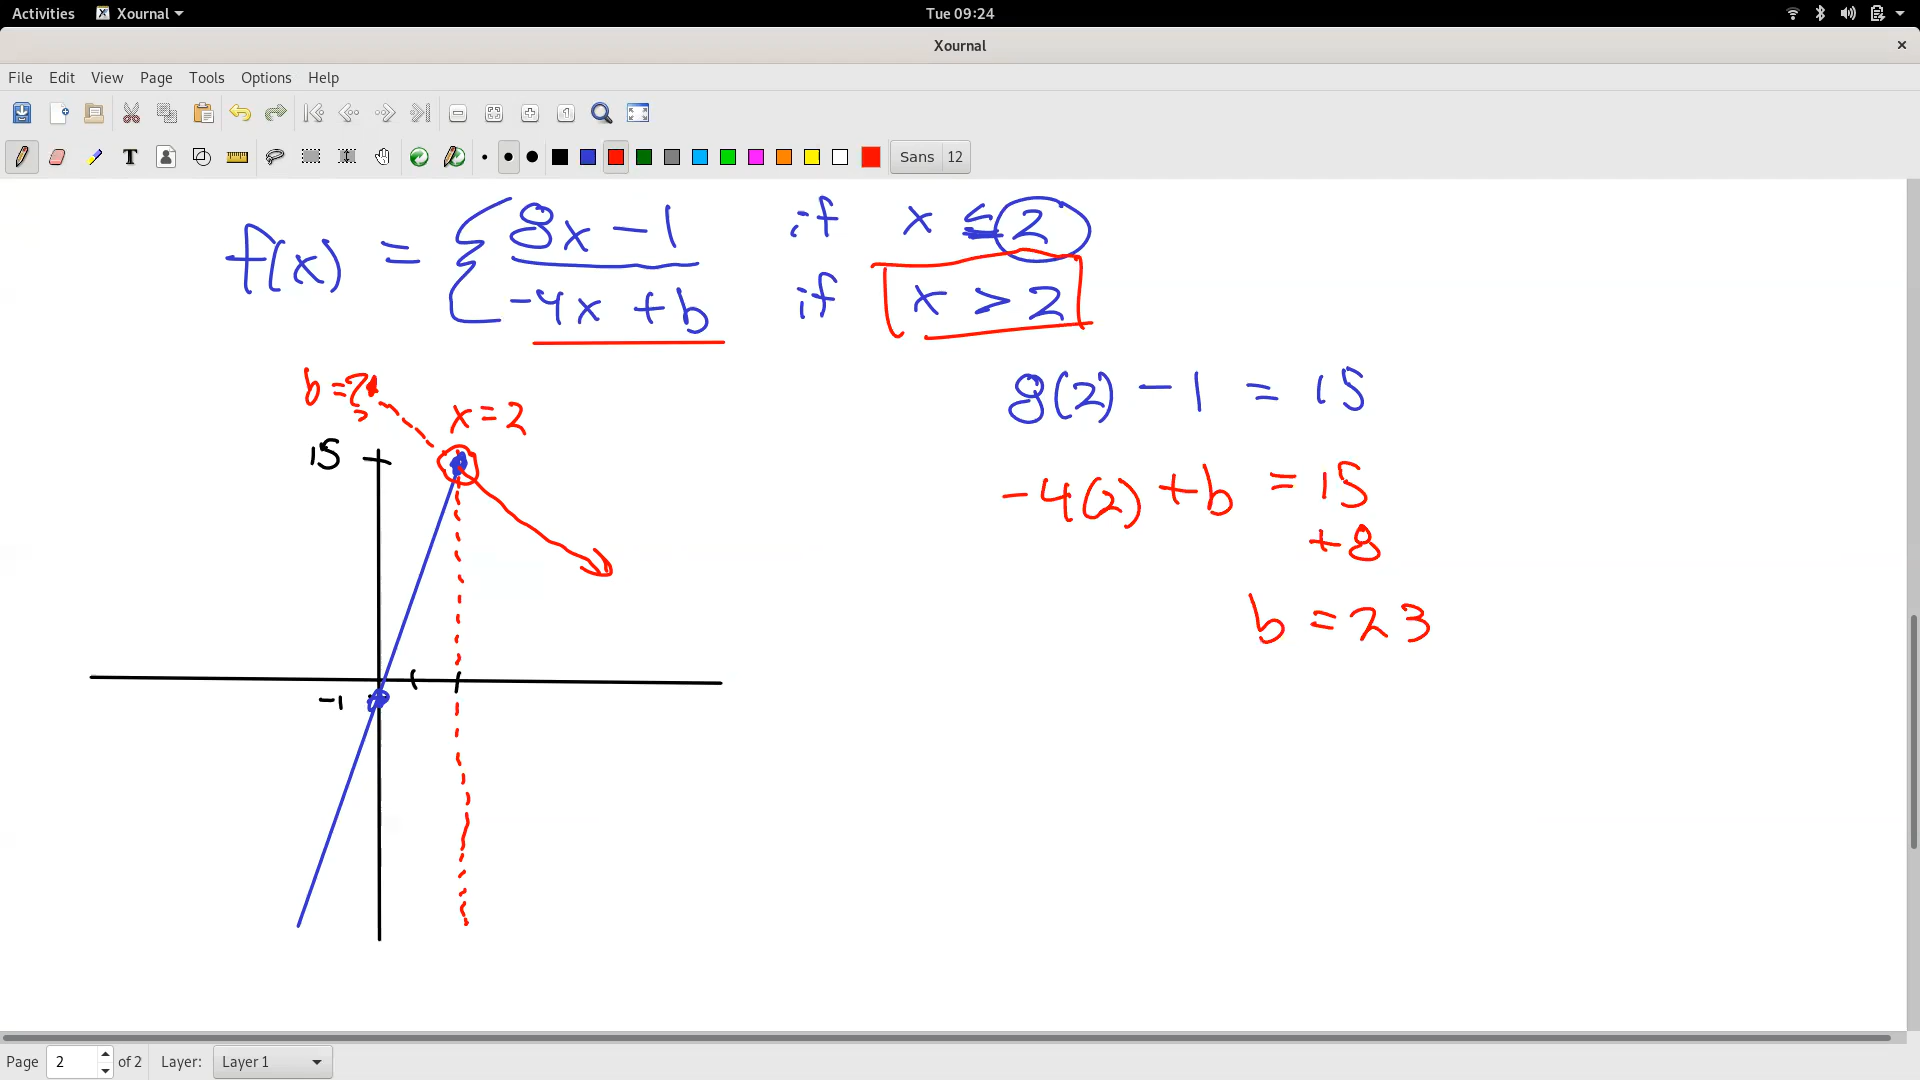 Activities Xournal Tue 09:24
Xournal
File Edit View Page Tools Options Help
Sans 12
f(x) = { 8x - 1 if x ≤ 2
-4x + b if x > 2
8(2) - 1 = 15
b = ?
x = 2
15
-4(2) + b = 15
+8
b = 23
-1
Page 2 of 2 Layer: Layer 1